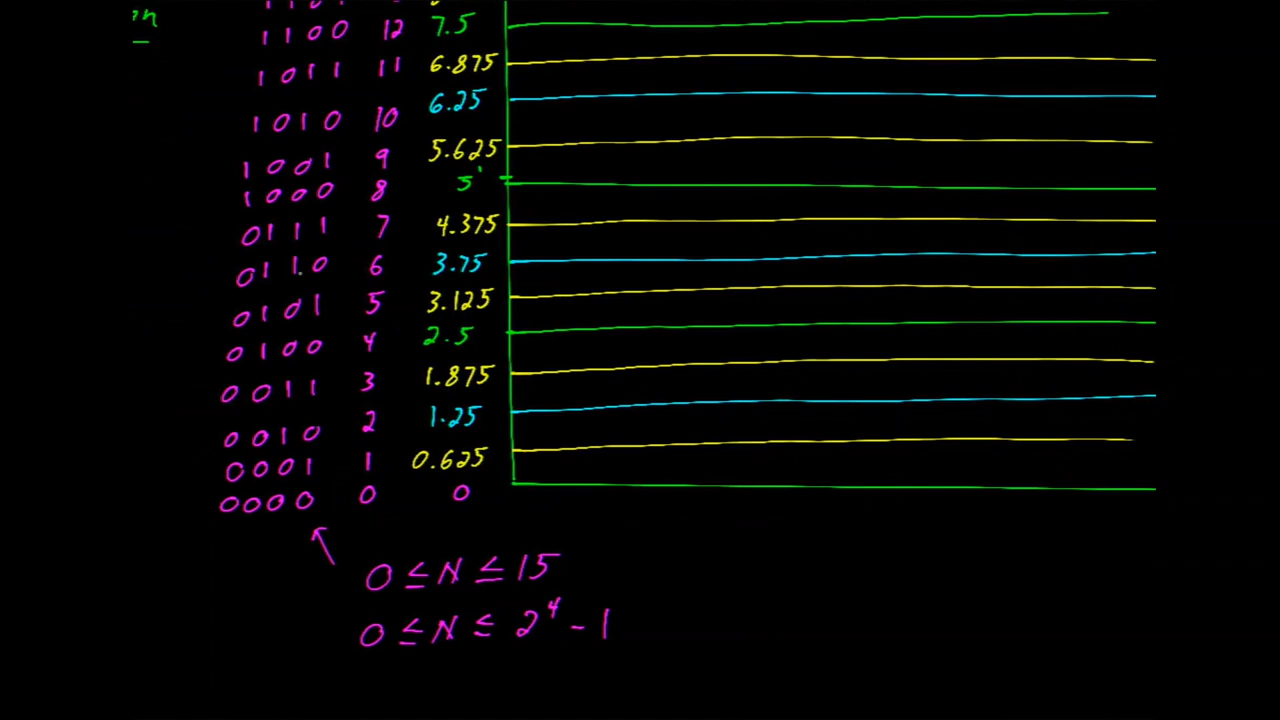 1100 12 7.5
1011 11 6.875
1010 10 6.25
1001 9 5.625
1000 8 5
0111 7 4.375
0110 6 3.75
0101 5 3.125
0100 4 2.5
0011 3 1.875
0010 2 1.25
0001 1 0.625
0000 0 0
0 ≤ N ≤ 15
0 ≤ N ≤ 2⁴ - 1